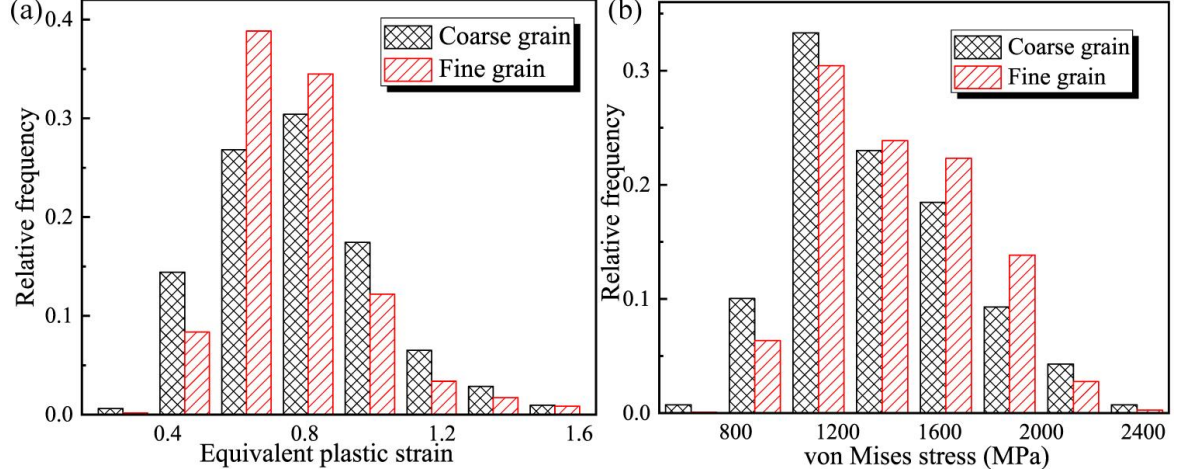 (a)
0.4
0.3
0.2
0.1
0.0
Relative frequency
Coarse grain
Fine grain
0.4 0.8 1.2 1.6
Equivalent plastic strain
(b)
0.3
0.2
0.1
0.0
Relative frequency
Coarse grain
Fine grain
800 1200 1600 2000 2400
von Mises stress (MPa)